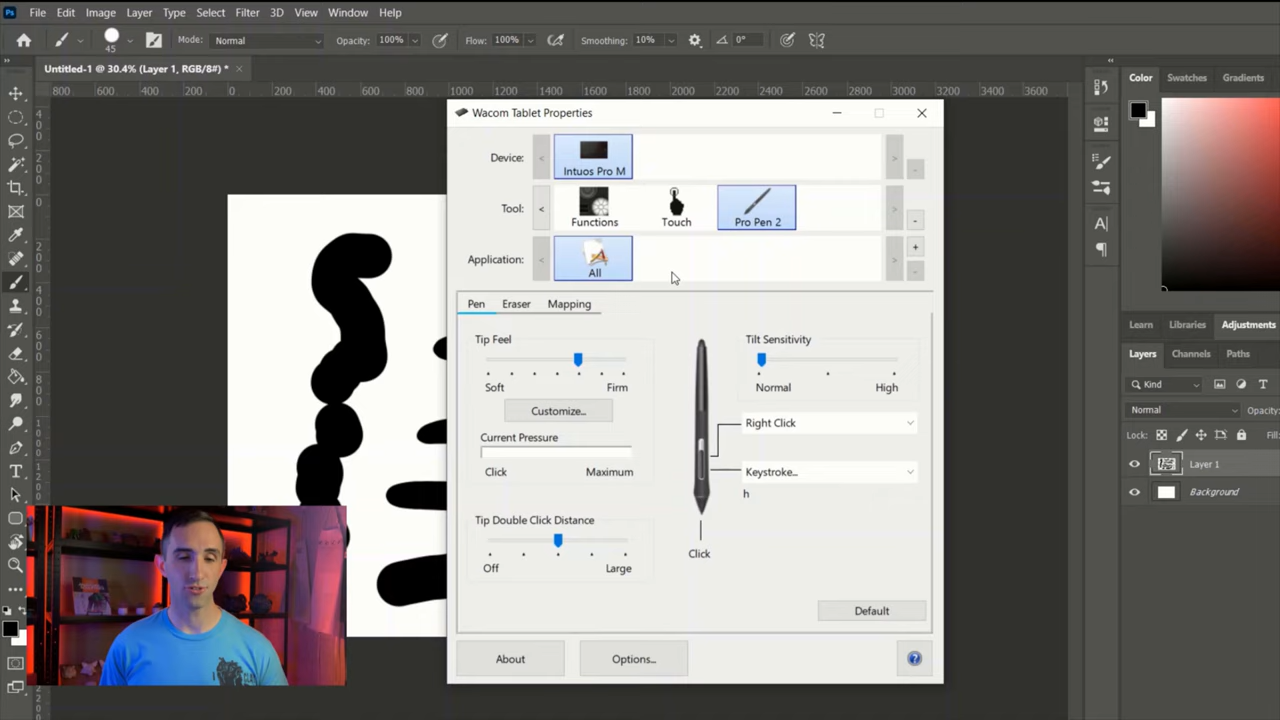 Ps File Edit Image Layer Type Select Filter 3D View Window Help
45 Mode: Normal Opacity: 100% Flow: 100% Smoothing: 10% 0°
Untitled-1 @ 30.4% (Layer 1, RGB/8#) * ×
800 600 400 200 0 200 400 600 800 1000 1200 1400 1600 1800 2000 2200 2400 2600 2800 3000 3200 3400 3600
Color Swatches Gradients
Wacom Tablet Properties
Device:
Intuos Pro M
Tool:
Functions Touch Pro Pen 2
Application:
All
Pen Eraser Mapping
Tip Feel
Soft Firm
Customize...
Current Pressure
Click Maximum
Tip Double Click Distance
Off Large
Tilt Sensitivity
Normal High
Right Click
Keystroke...
h
Click
Default
About Options...
Learn Libraries Adjustments
Layers Channels Paths
Kind
Normal Opacity:
Lock: Fill:
Layer 1
Background